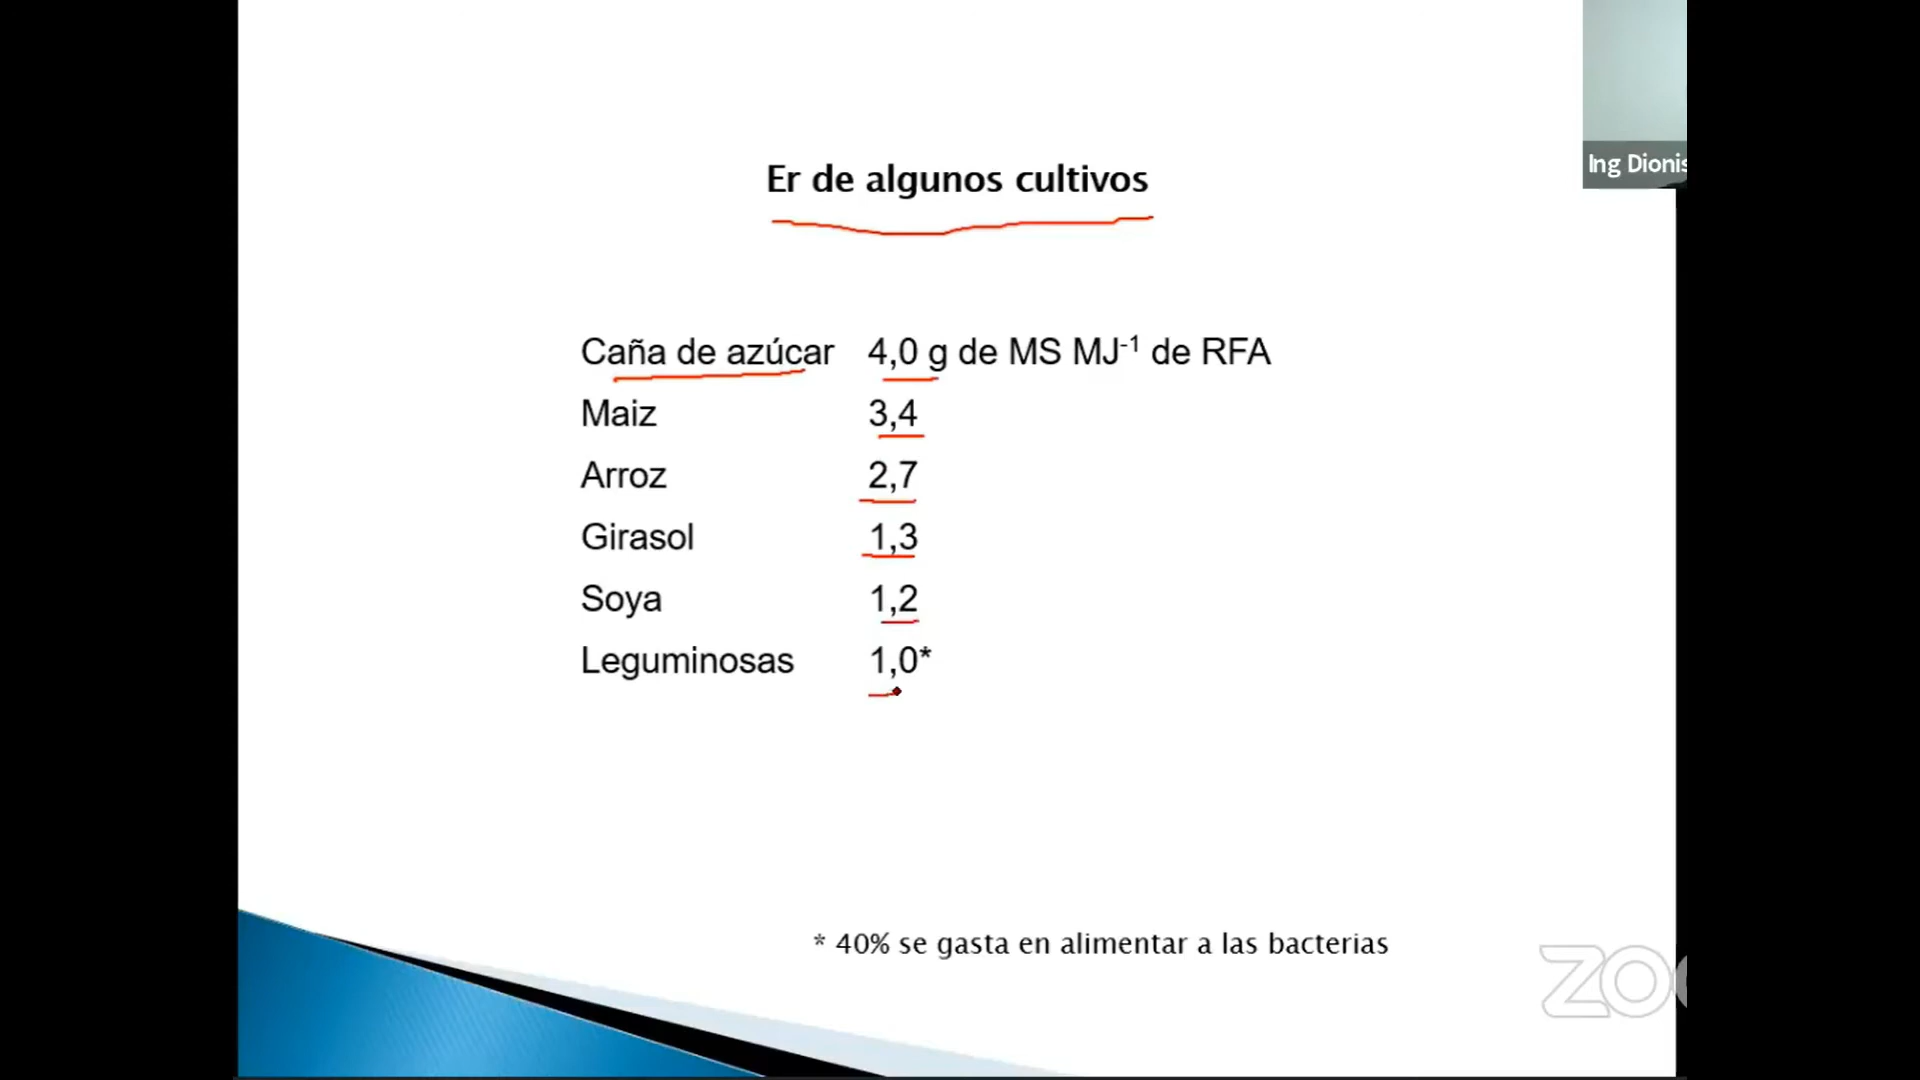 Ing Dionis
Er de algunos cultivos
Caña de azúcar 4,0 g de MS MJ-1 de RFA
Maiz 3,4
Arroz 2,7
Girasol 1,3
Soya 1,2
Leguminosas 1,0*
* 40% se gasta en alimentar a las bacterias
ZO